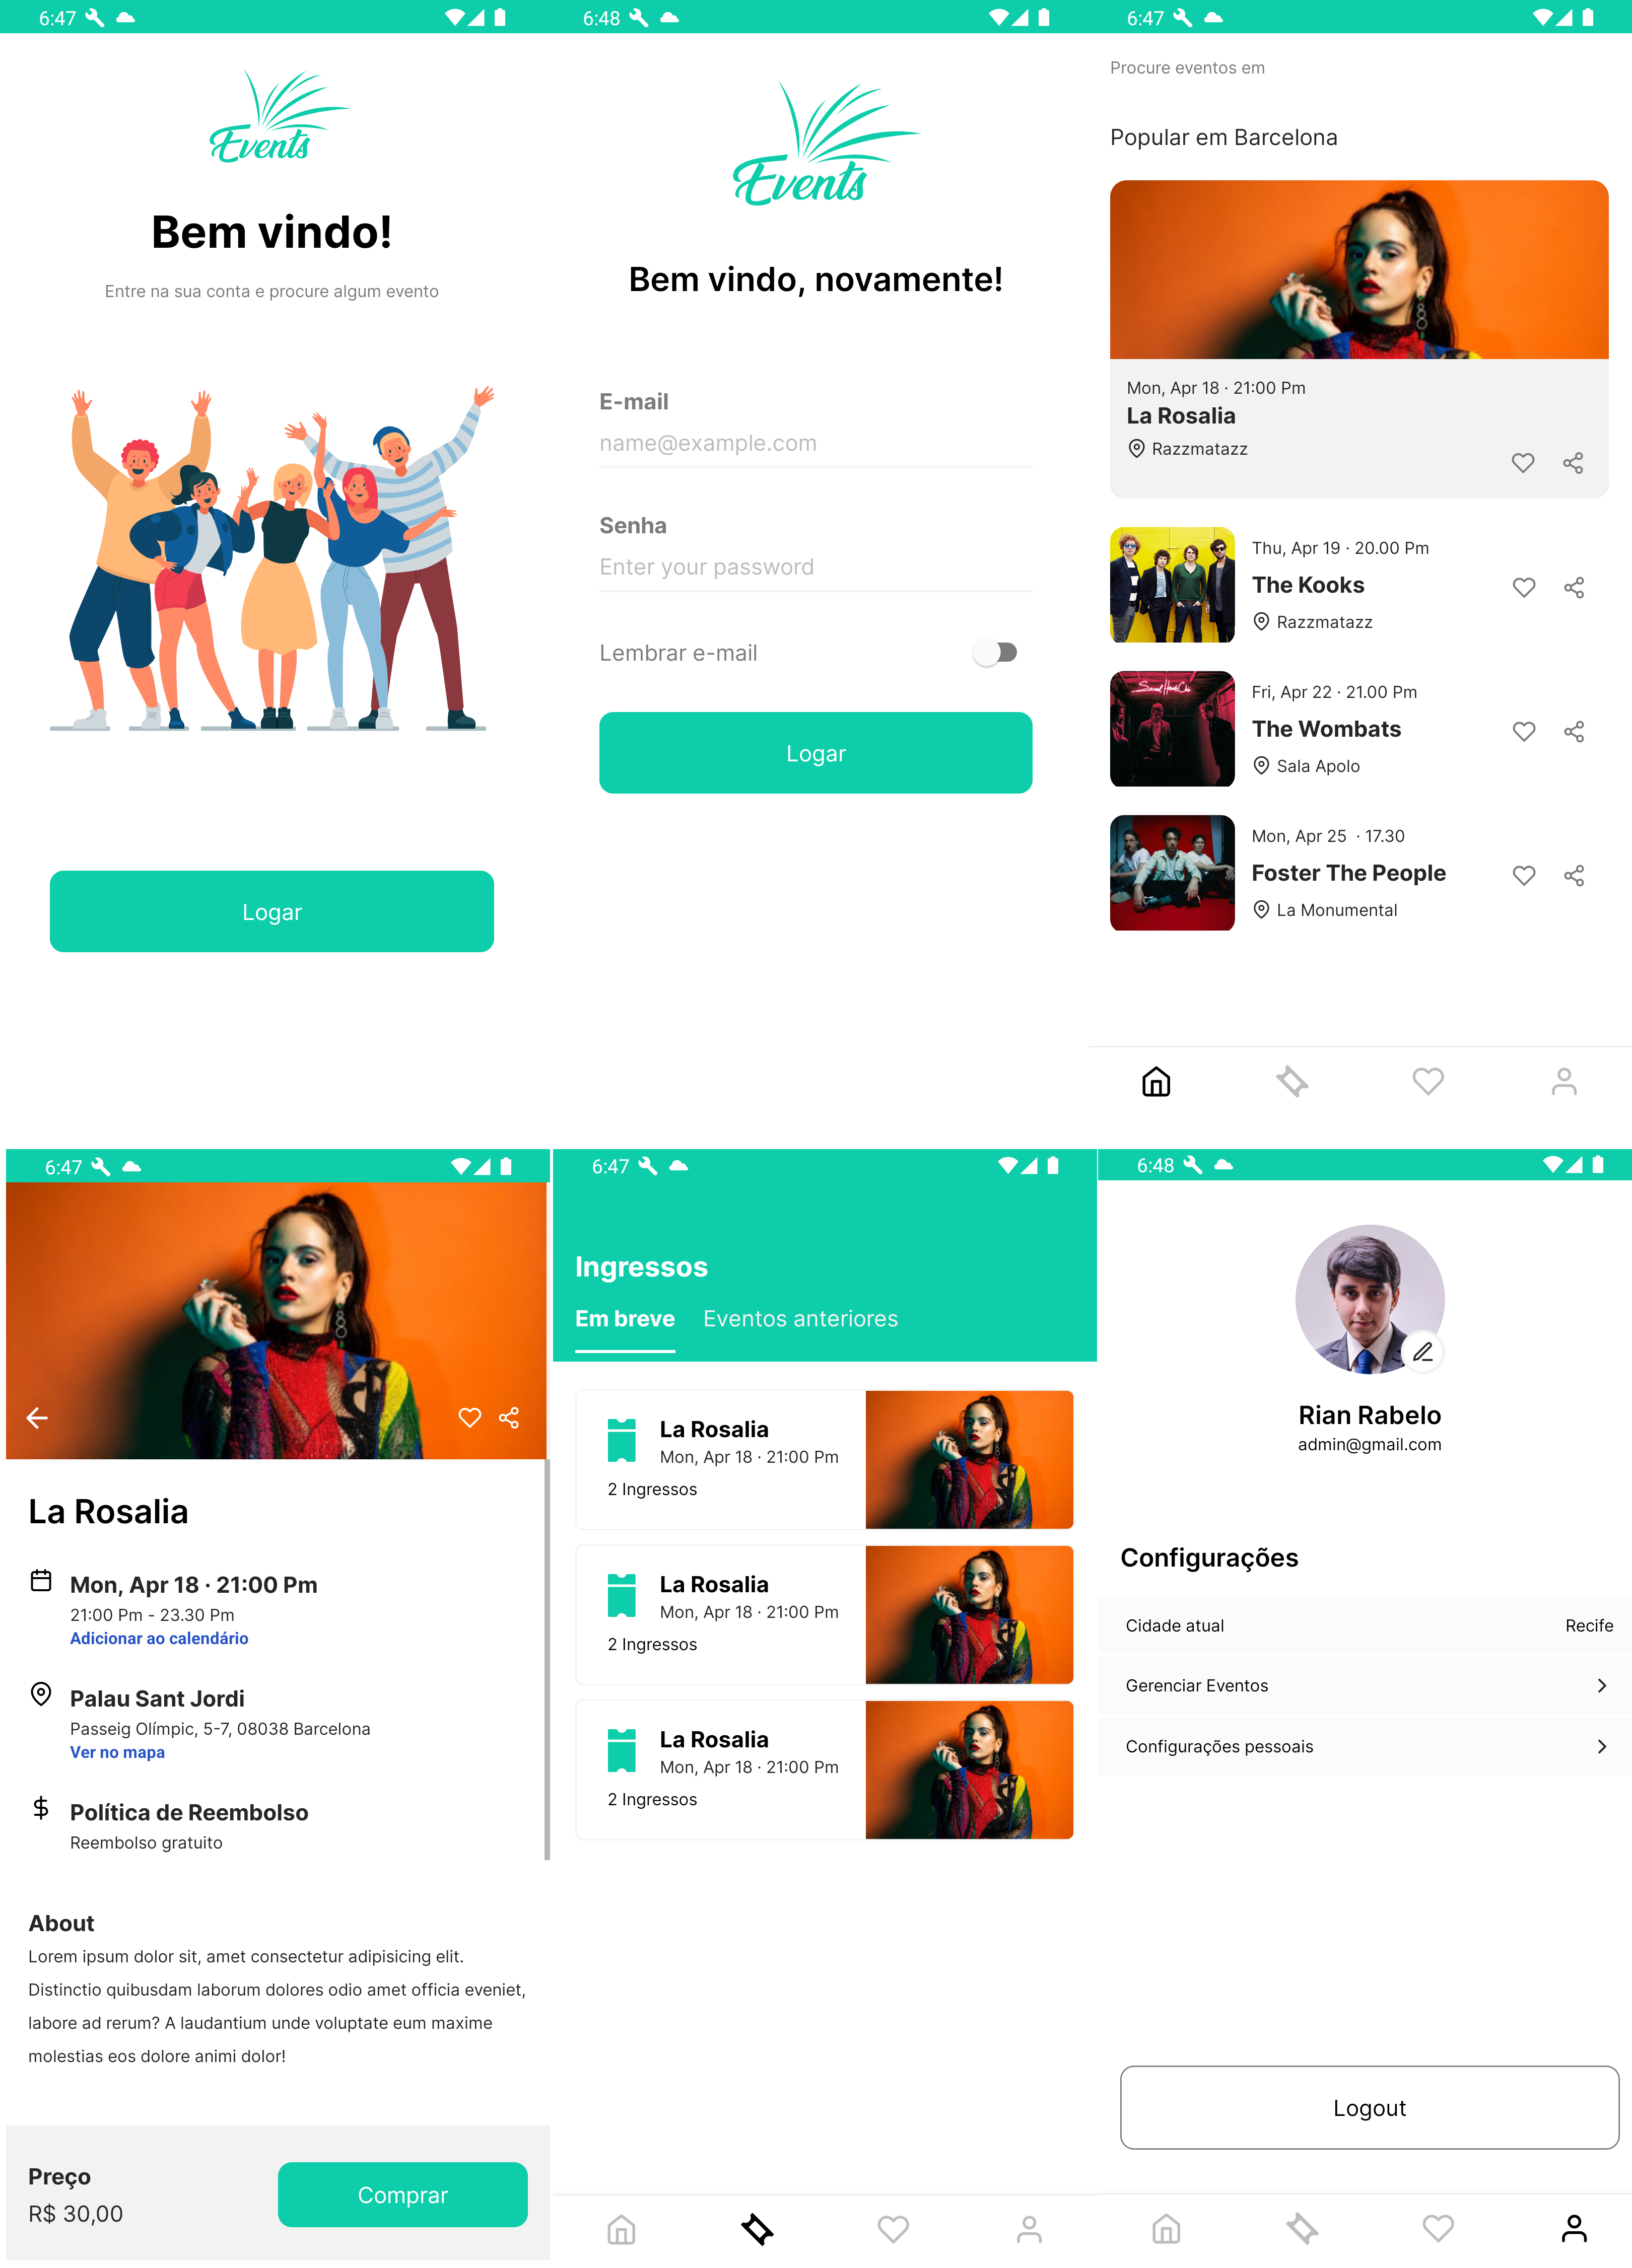 6:47
Events
Bem vindo!
Entre na sua conta e procure algum evento
Logar
6:48
Events
Bem vindo, novamente!
E-mail
name@example.com
Senha
Enter your password
Lembrar e-mail
Logar
6:47
Procure eventos em
Popular em Barcelona
Mon, Apr 18 · 21:00 Pm
La Rosalia
Razzmatazz
Thu, Apr 19 · 20.00 Pm
The Kooks
Razzmatazz
Fri, Apr 22 · 21.00 Pm
The Wombats
Sala Apolo
Mon, Apr 25 · 17.30
Foster The People
La Monumental
6:47
La Rosalia
Mon, Apr 18 · 21:00 Pm
21:00 Pm - 23.30 Pm
Adicionar ao calendário
Palau Sant Jordi
Passeig Olímpic, 5-7, 08038 Barcelona
Ver no mapa
Política de Reembolso
Reembolso gratuito
About
Lorem ipsum dolor sit, amet consectetur adipisicing elit.
Distinctio quibusdam laborum dolores odio amet officia eveniet,
labore ad rerum? A laudantium unde voluptate eum maxime
molestias eos dolore animi dolor!
Preço
R$ 30,00
Comprar
6:47
Ingressos
Em breve Eventos anteriores
La Rosalia
Mon, Apr 18 · 21:00 Pm
2 Ingressos
La Rosalia
Mon, Apr 18 · 21:00 Pm
2 Ingressos
La Rosalia
Mon, Apr 18 · 21:00 Pm
2 Ingressos
6:48
Rian Rabelo
admin@gmail.com
Configurações
Cidade atual Recife
Gerenciar Eventos
Configurações pessoais
Logout